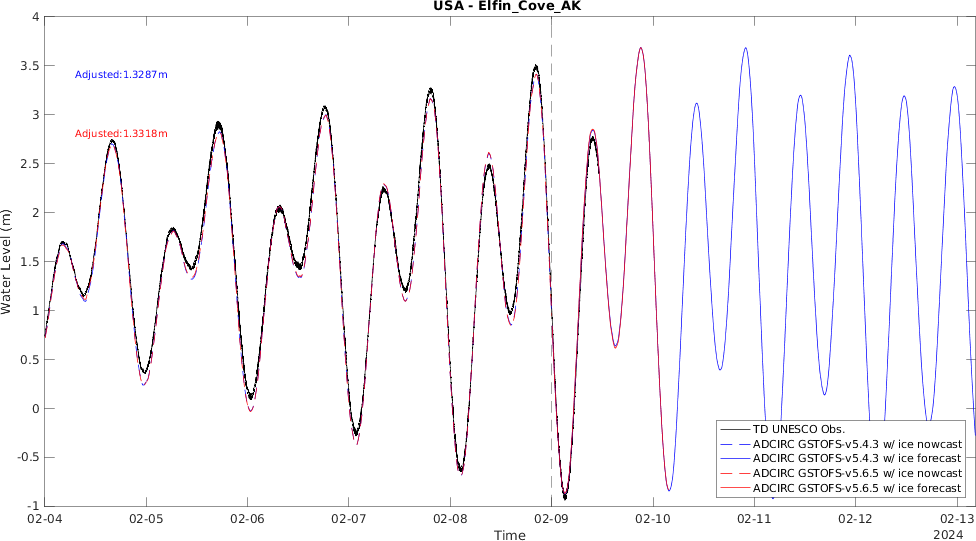 USA - Elfin_Cove_AK
Adjusted:1.3287m
Adjusted:1.3318m
Water Level (m)
4
3.5
3
2.5
2
1.5
1
0.5
0
-0.5
-1
TD UNESCO Obs.
ADCIRC GSTOFS-v5.4.3 w/ ice nowcast
ADCIRC GSTOFS-v5.4.3 w/ ice forecast
ADCIRC GSTOFS-v5.6.5 w/ ice nowcast
ADCIRC GSTOFS-v5.6.5 w/ ice forecast
02-04 02-05 02-06 02-07 02-08 02-09 02-10 02-11 02-12 02-13
Time
2024